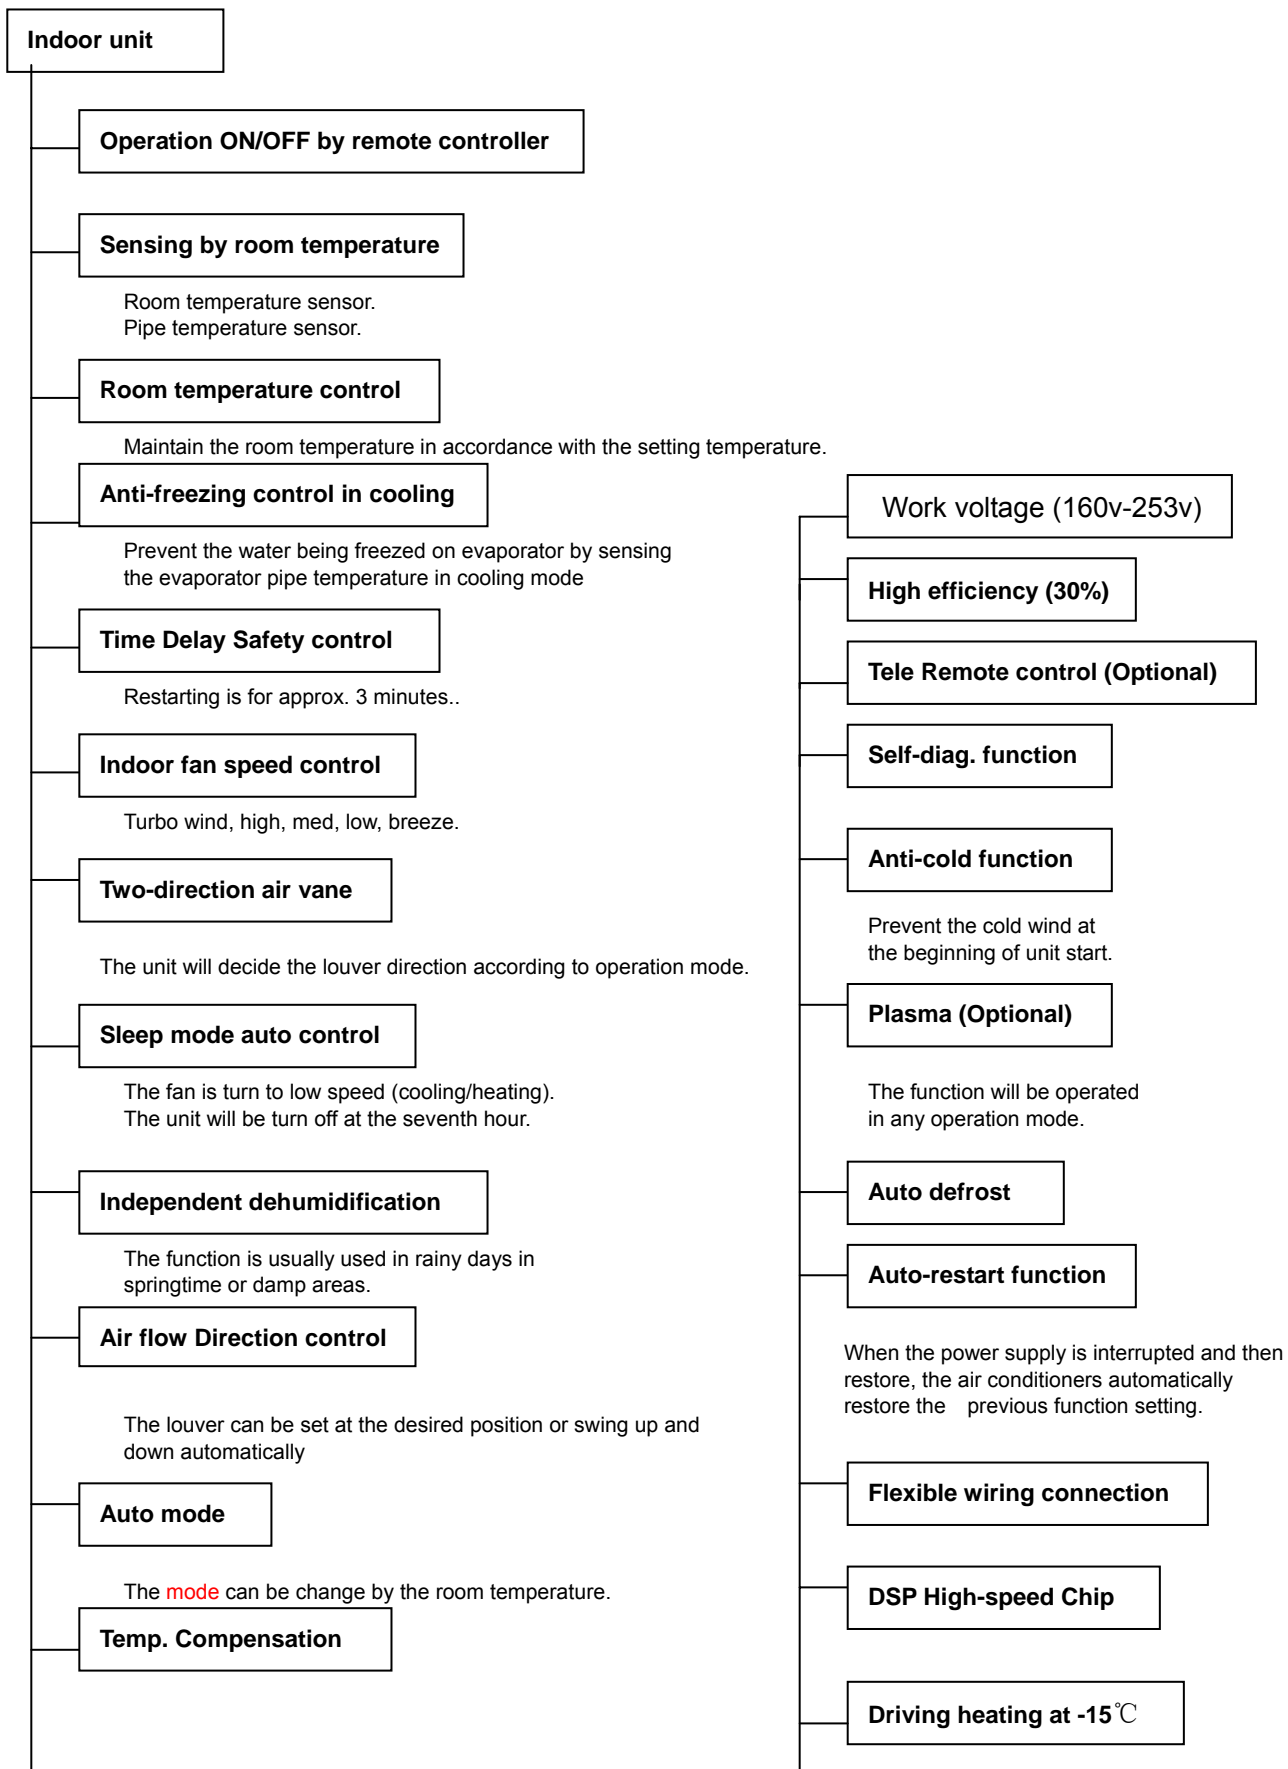 Indoor unit
Operation ON/OFF by remote controller
Sensing by room temperature
Room temperature sensor.
Pipe temperature sensor.
Room temperature control
Maintain the room temperature in accordance with the setting temperature.
Anti-freezing control in cooling
Prevent the water being freezed on evaporator by sensing
the evaporator pipe temperature in cooling mode
Time Delay Safety control
Restarting is for approx. 3 minutes..
Indoor fan speed control
Turbo wind, high, med, low, breeze.
Two-direction air vane
The unit will decide the louver direction according to operation mode.
Sleep mode auto control
The fan is turn to low speed (cooling/heating).
The unit will be turn off at the seventh hour.
Independent dehumidification
The function is usually used in rainy days in
springtime or damp areas.
Air flow Direction control
The louver can be set at the desired position or swing up and
down automatically
Auto mode
The mode can be change by the room temperature.
Temp. Compensation
Work voltage (160v-253v)
High efficiency (30%)
Tele Remote control (Optional)
Self-diag. function
Anti-cold function
Prevent the cold wind at
the beginning of unit start.
Plasma (Optional)
The function will be operated
in any operation mode.
Auto defrost
Auto-restart function
When the power supply is interrupted and then
restore, the air conditioners automatically
restore the previous function setting.
Flexible wiring connection
DSP High-speed Chip
Driving heating at -15℃